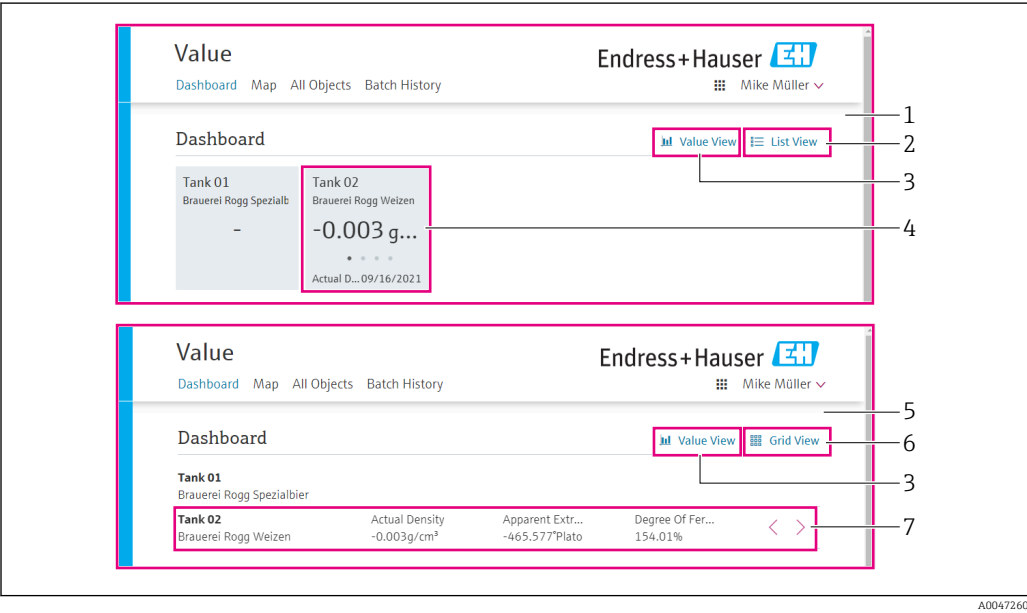 Value
Endress+Hauser EH
Dashboard Map All Objects Batch History
Mike Müller
1
Dashboard
Value View
List View
2
3
Tank 01
Brauerei Rogg Spezialb
-
Tank 02
Brauerei Rogg Weizen
-0.003 g...
Actual D... 09/16/2021
4
Value
Endress+Hauser EH
Dashboard Map All Objects Batch History
Mike Müller
5
Dashboard
Value View
Grid View
6
3
Tank 01
Brauerei Rogg Spezialbier
Tank 02 Actual Density Apparent Extr... Degree Of Fer...
Brauerei Rogg Weizen -0.003g/cm³ -465.577°Plato 154.01%
7
A0047260